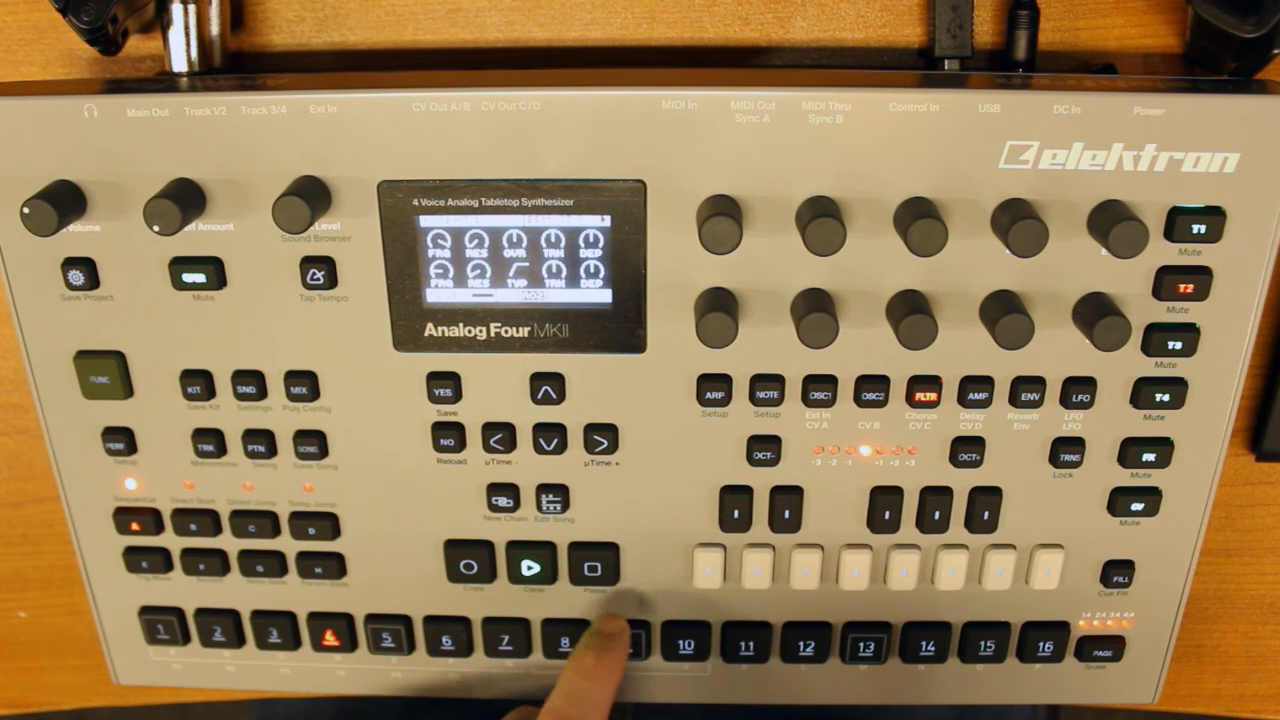 Main Out Track 1/2 Track 3/4 Ext In CV Out A/B CV Out C/D MIDI In MIDI Out MIDI Thru Control In USB DC In Power
Sync A Sync B
elektron
4 Voice Analog Tabletop Synthesizer
FRQ RES OVR TRK DEP
FRQ RES TYP TRK DEP
Analog Four MKII
Volume Amount Level
Sound Browser
Save Project Mute Tap Tempo
T1
Mute
T2
Mute
T3
Mute
T4
Mute
FX
Mute
CV
Mute
FUNC
KIT SND MIX
Save Kit Settings Poly Config
PERF TRK PTN SONG
Setup Metronome Swing Save Song
YES
Save
NO
Reload µTime - µTime +
New Chain Edit Song
ARP NOTE OSC1 OSC2 FLTR AMP ENV LFO
Setup Setup Ext In Chorus Delay Reverb LFO
CV A CV B CV C CV D Env LFO
OCT- OCT+ TRNS
-3 -2 -1 +1 +2 +3
Lock
Direct Start Direct Jump Temp Jump
A B C D
E F G H
Copy Clear Paste
FILL
Cue Fill
1:4 2:4 3:4 4:4
1 2 3 4 5 6 7 8 10 11 12 13 14 15 16 PAGE
Scale